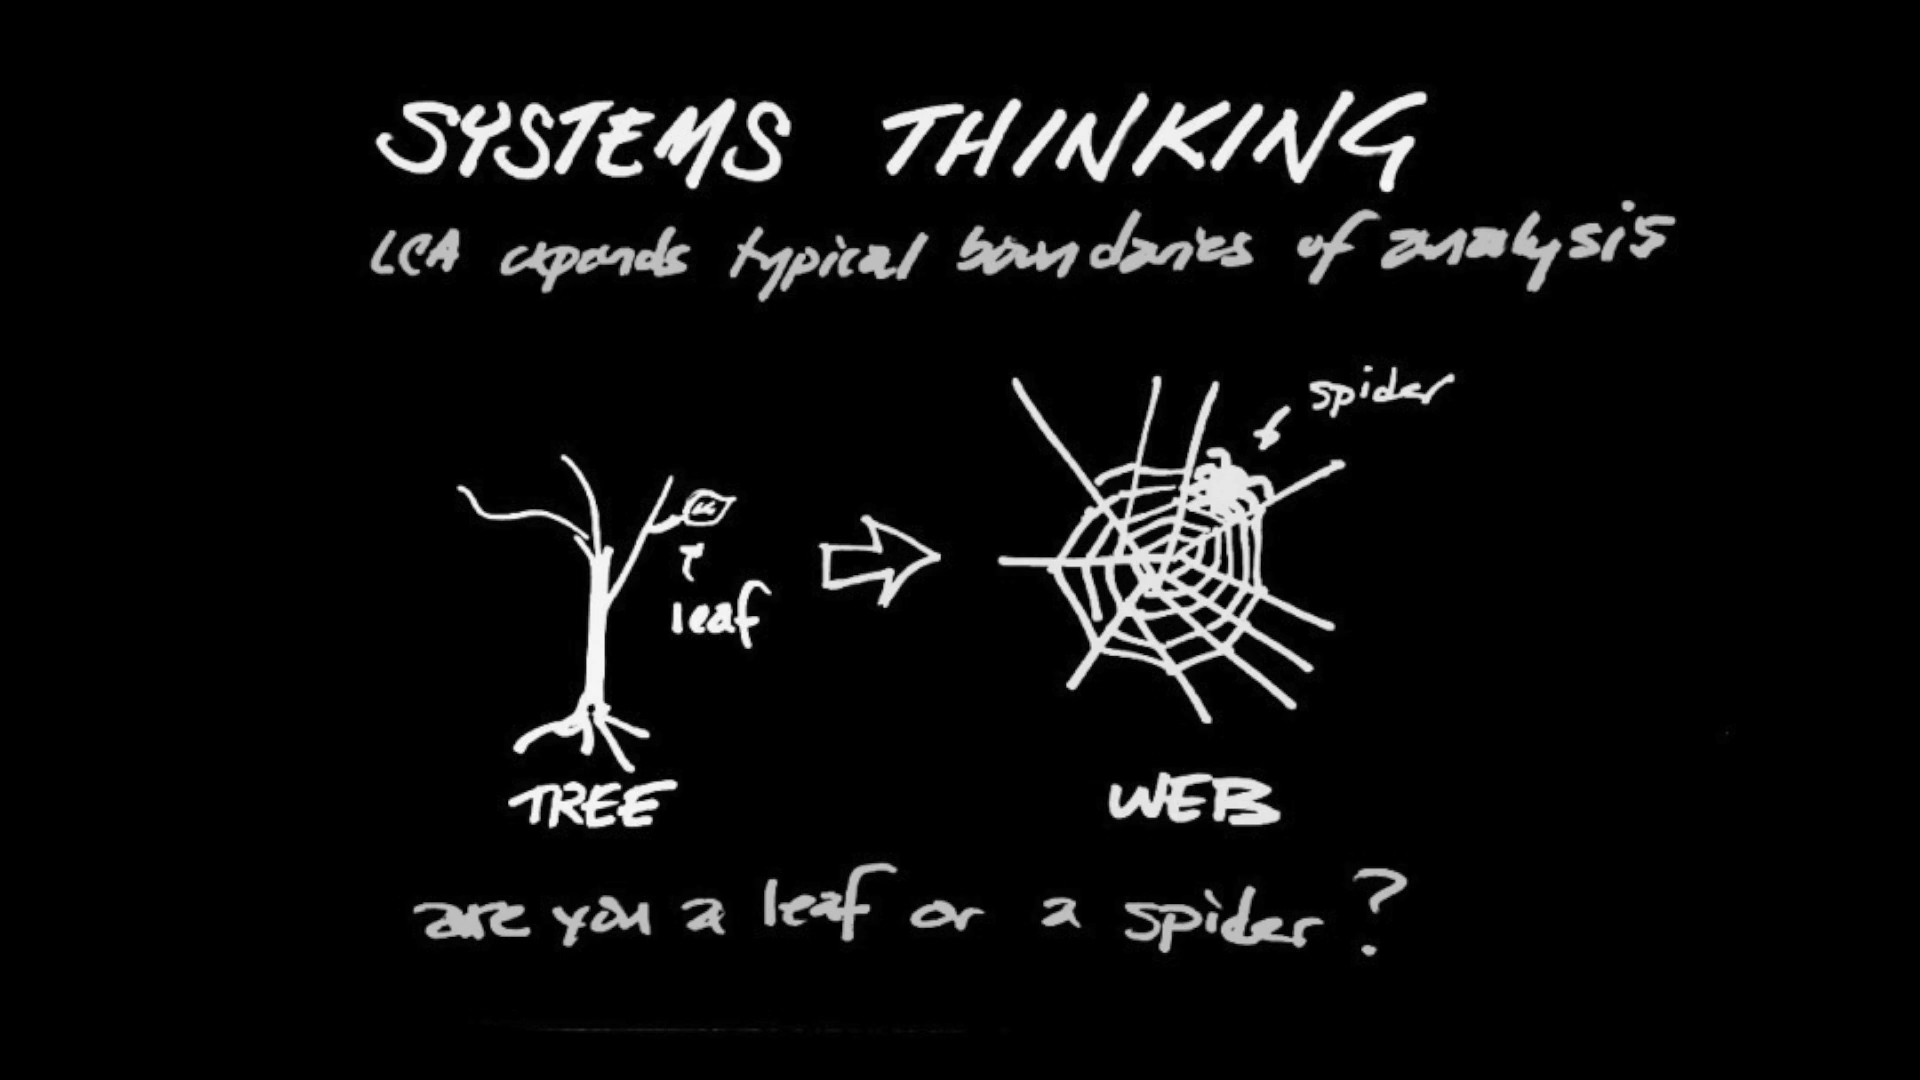 SYSTEMS THINKING
LCA expands typical boundaries of analysis
spider
leaf
TREE
WEB
are you a leaf or a spider?